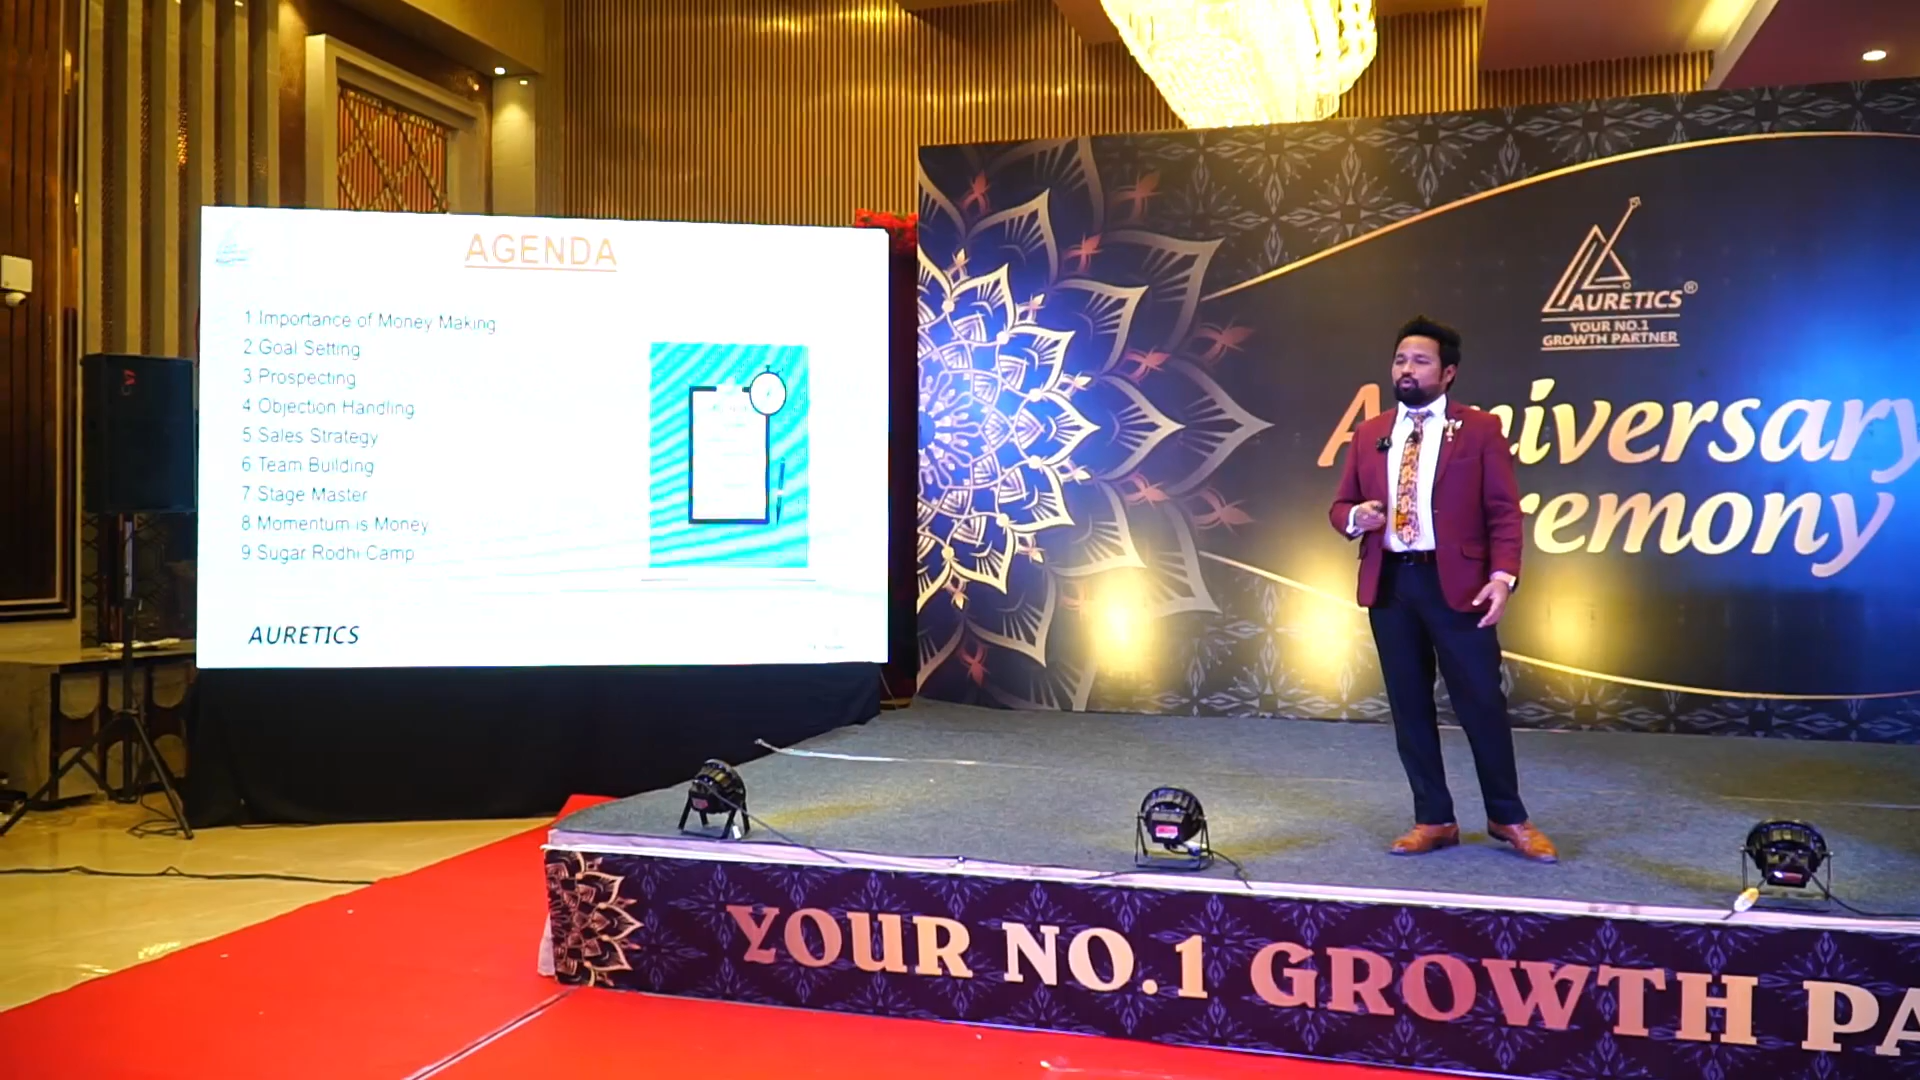 AGENDA
1 Importance of Money Making
2 Goal Setting
3 Prospecting
4 Objection Handling
5 Sales Strategy
6 Team Building
7 Stage Master
8 Momentum is Money
9 Sugar Rodhi Camp
AURETICS
AURETICS®
YOUR NO.1
GROWTH PARTNER
Anniversary
Ceremony
YOUR NO.1 GROWTH PA